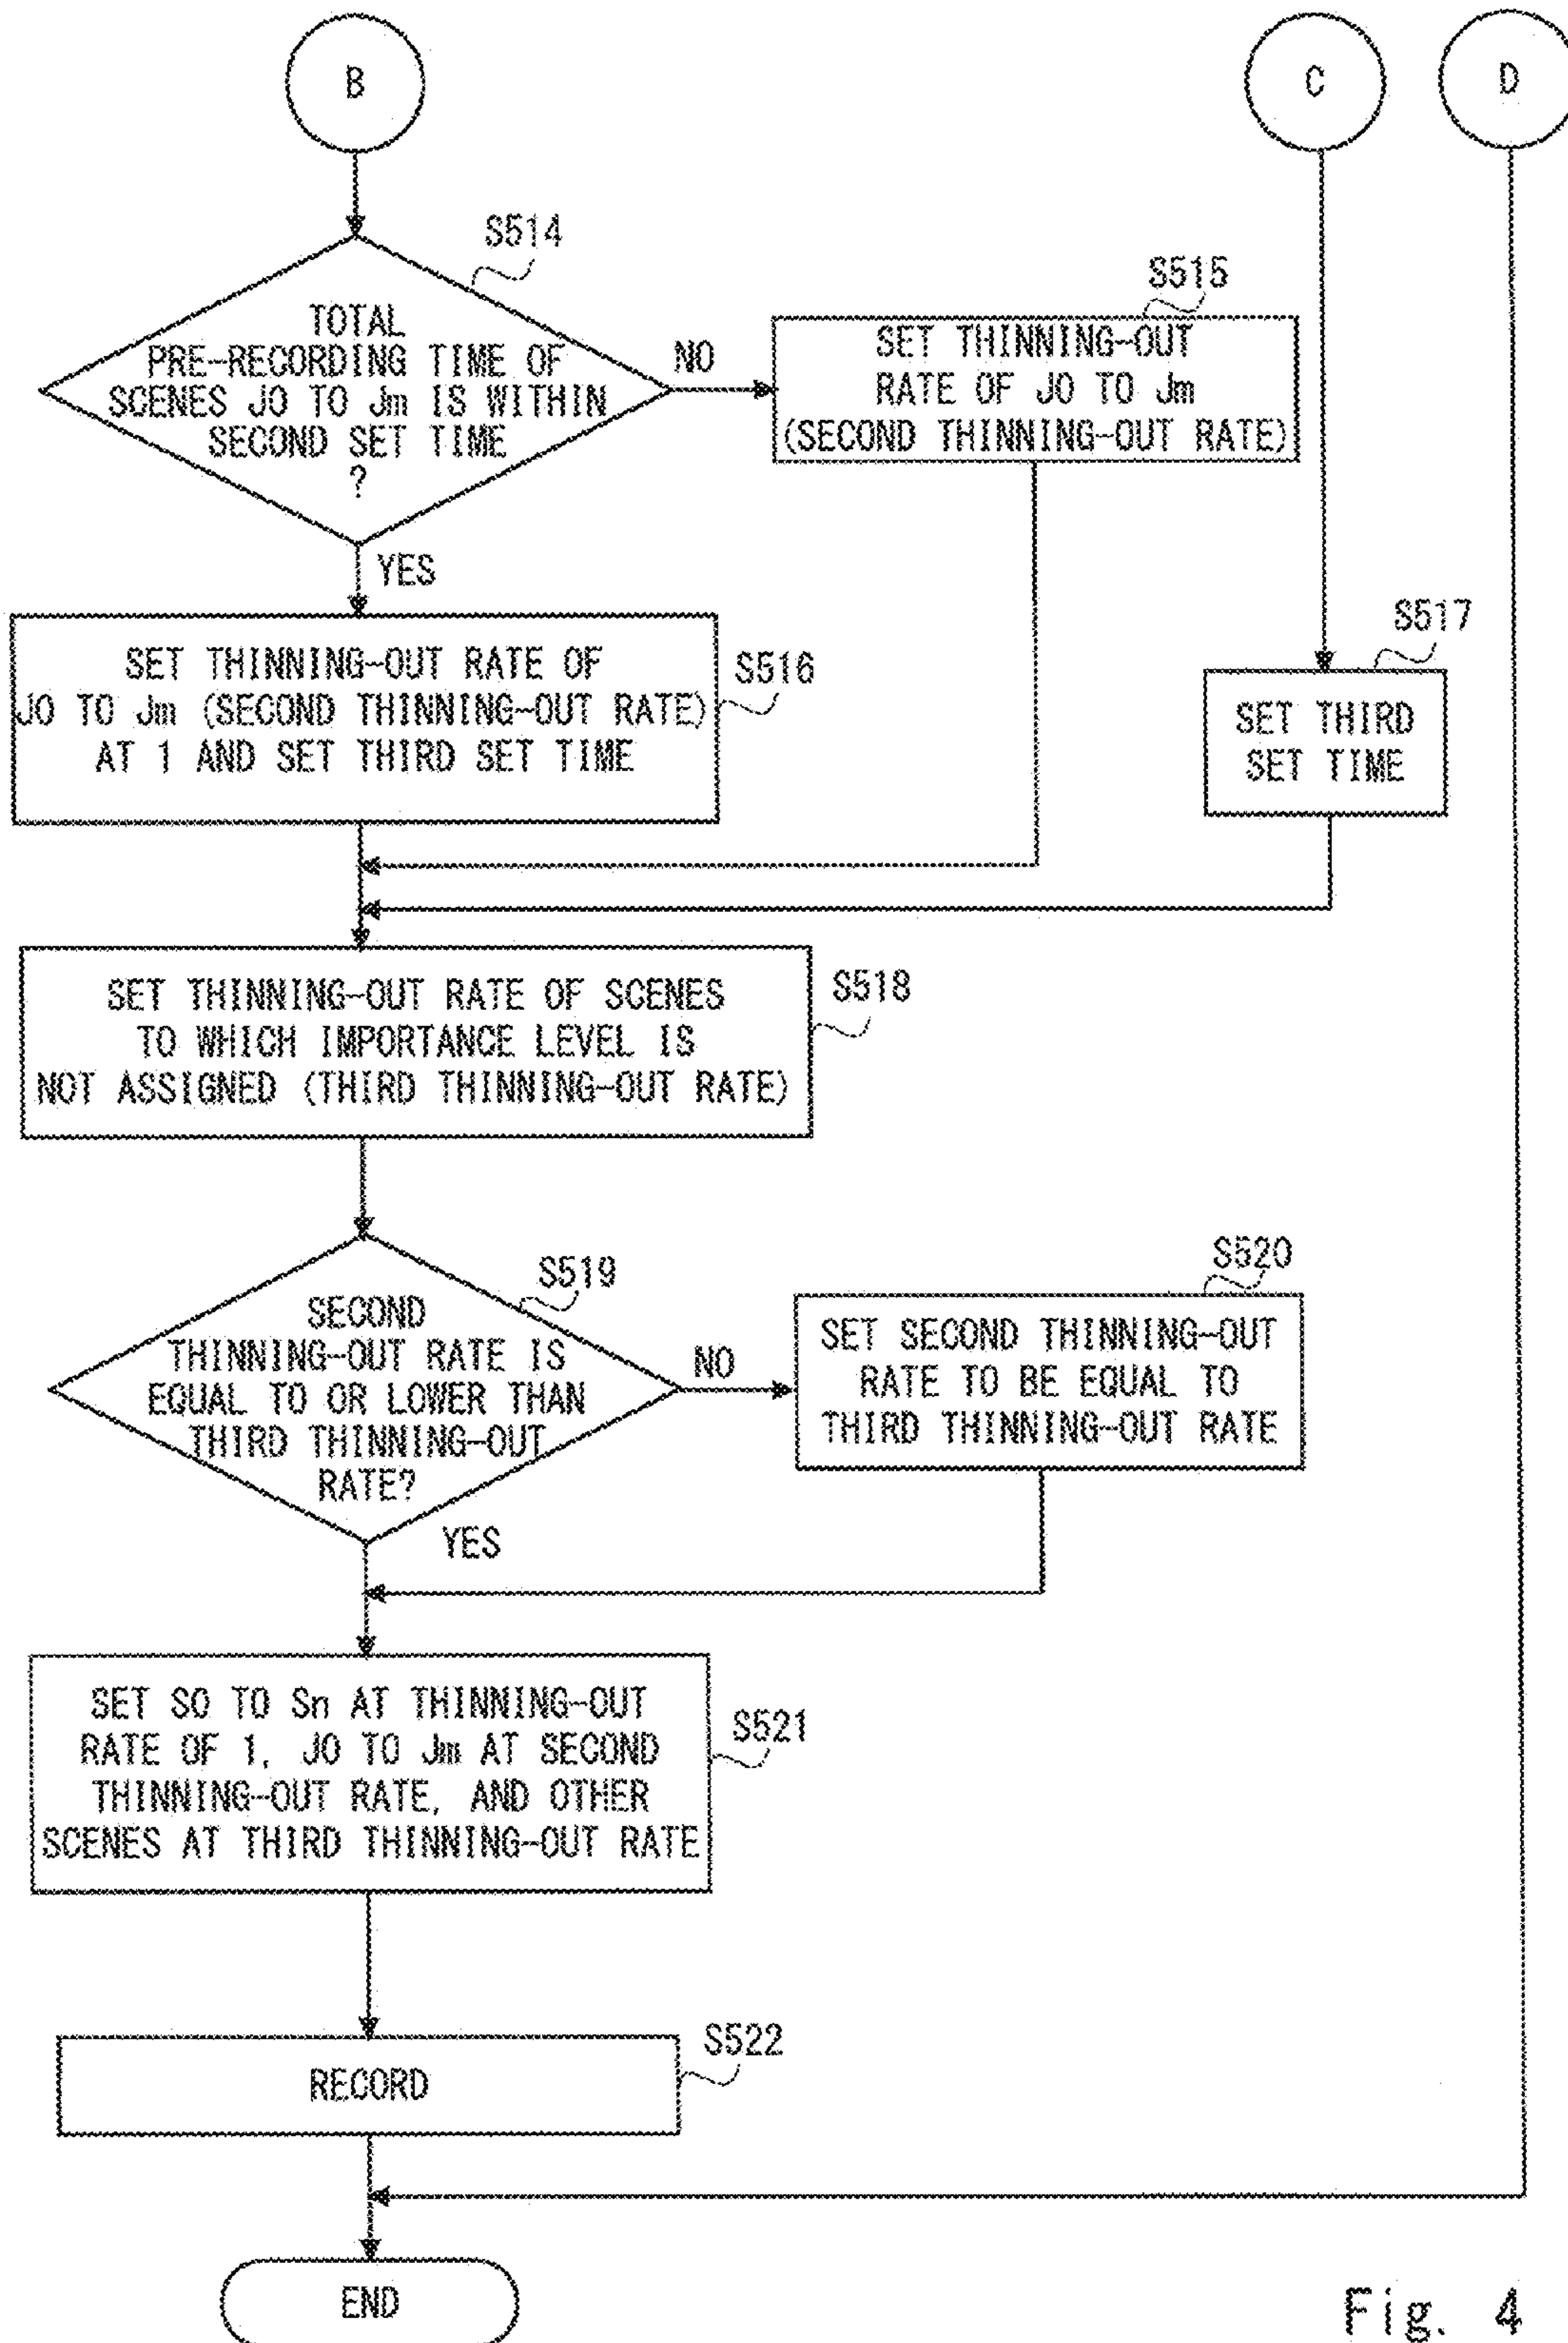 B
C
D
S514
TOTAL
PRE-RECORDING TIME OF
SCENES J0 TO Jm IS WITHIN
SECOND SET TIME
?
NO
S515
SET THINNING-OUT
RATE OF J0 TO Jm
(SECOND THINNING-OUT RATE)
YES
S516
SET THINNING-OUT RATE OF
J0 TO Jm (SECOND THINNING-OUT RATE)
AT 1 AND SET THIRD SET TIME
S517
SET THIRD
SET TIME
S518
SET THINNING-OUT RATE OF SCENES
TO WHICH IMPORTANCE LEVEL IS
NOT ASSIGNED (THIRD THINNING-OUT RATE)
S519
SECOND
THINNING-OUT RATE IS
EQUAL TO OR LOWER THAN
THIRD THINNING-OUT
RATE?
NO
S520
SET SECOND THINNING-OUT
RATE TO BE EQUAL TO
THIRD THINNING-OUT RATE
YES
S521
SET S0 TO Sn AT THINNING-OUT
RATE OF 1, J0 TO Jm AT SECOND
THINNING-OUT RATE, AND OTHER
SCENES AT THIRD THINNING-OUT RATE
S522
RECORD
END
Fig. 4